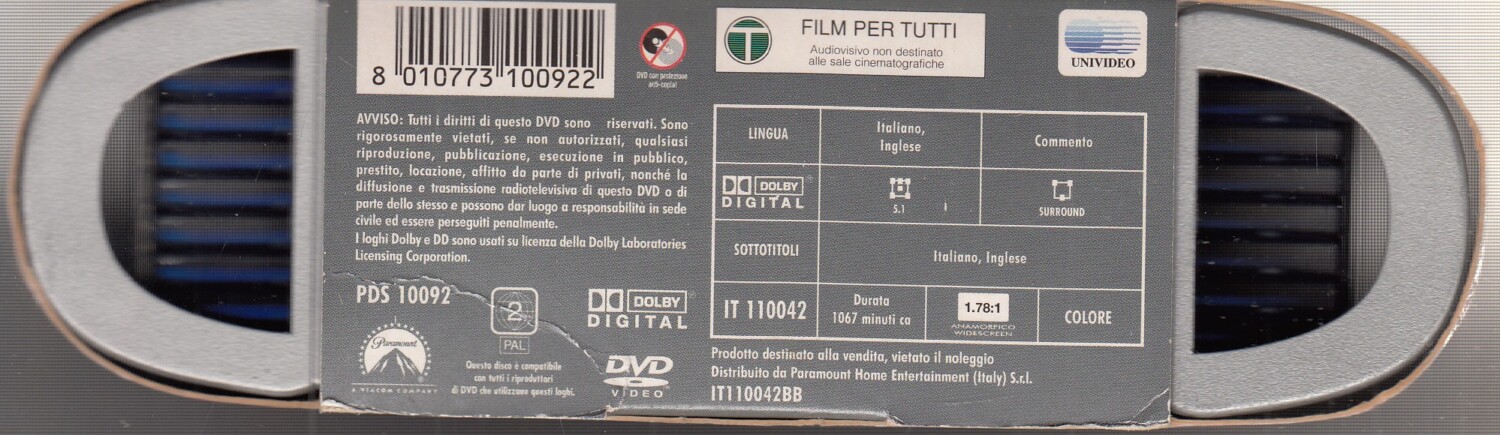 8 010773 100922
DVD con protezione
anti-copia!
FILM PER TUTTI
Audiovisivo non destinato
alle sale cinematografiche
UNIVIDEO
AVVISO: Tutti i diritti di questo DVD sono riservati. Sono
rigorosamente vietati, se non autorizzati, qualsiasi
riproduzione, pubblicazione, esecuzione in pubblico,
prestito, locazione, affitto da parte di privati, nonché la
diffusione e trasmissione radiotelevisiva di questo DVD o di
parte dello stesso e possono dar luogo a responsabilità in sede
civile ed essere perseguiti penalmente.
I loghi Dolby e DD sono usati su licenza della Dolby Laboratories
Licensing Corporation.
PDS 10092
Paramount
A VIACOM COMPANY
2
PAL
Questo disco è compatibile
con tutti i riproduttori
di DVD che utilizzano questi loghi.
DOLBY
DIGITAL
DVD
VIDEO
LINGUA
Italiano,
Inglese
Commento
DOLBY
DIGITAL
5.1
SURROUND
SOTTOTITOLI
Italiano, Inglese
IT 110042
Durata
1067 minuti ca
1.78:1
ANAMORFICO
WIDESCREEN
COLORE
Prodotto destinato alla vendita, vietato il noleggio
Distribuito da Paramount Home Entertainment (Italy) S.r.l.
IT110042BB